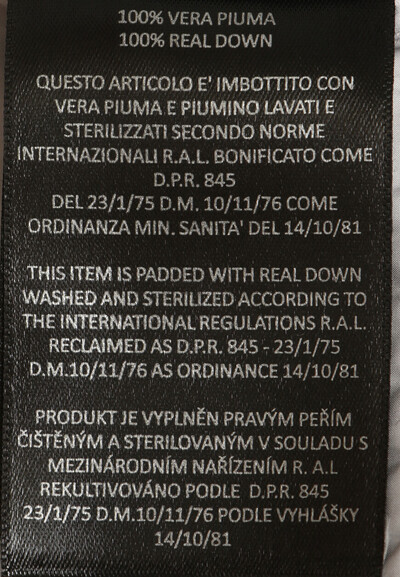 100% VERA PIUMA
100% REAL DOWN
QUESTO ARTICOLO E' IMBOTTITO CON
VERA PIUMA E PIUMINO LAVATI E
STERILIZZATI SECONDO NORME
INTERNAZIONALI R.A.L. BONIFICATO COME
D.P.R. 845
DEL 23/1/75 D.M. 10/11/76 COME
ORDINANZA MIN. SANITA' DEL 14/10/81
THIS ITEM IS PADDED WITH REAL DOWN
WASHED AND STERILIZED ACCORDING TO
THE INTERNATIONAL REGULATIONS R.A.L.
RECLAIMED AS D.P.R. 845 - 23/1/75
D.M.10/11/76 AS ORDINANCE 14/10/81
PRODUKT JE VYPLNĚN PRAVÝM PEŘÍM
ČIŠTĚNÝM A STERILOVANÝM V SOULADU S
MEZINÁRODNÍM NAŘÍZENÍM R. A.L
REKULTIVOVÁNO PODLE D.P.R. 845
23/1/75 D.M.10/11/76 PODLE VYHLÁŠKY
14/10/81